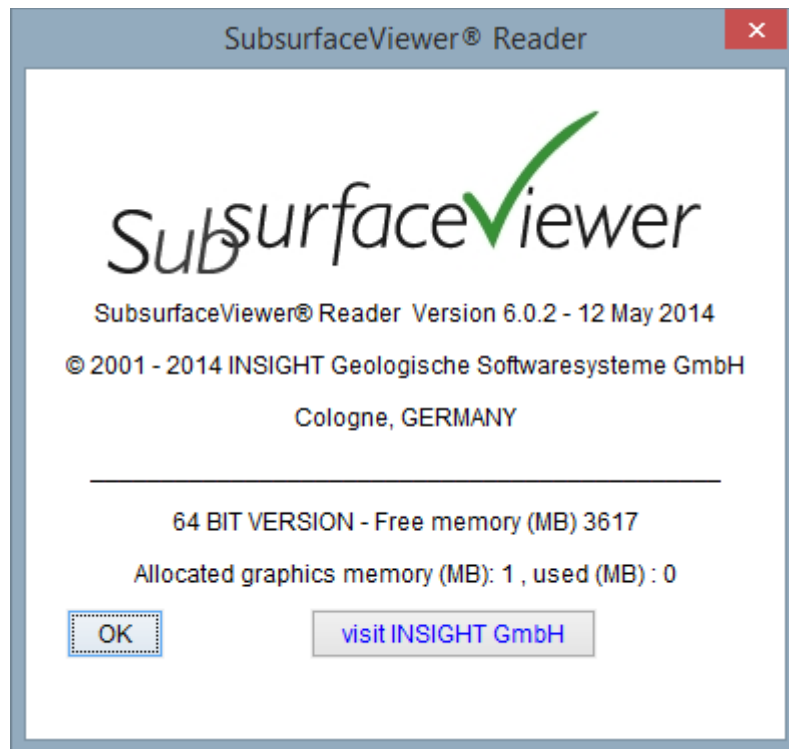 SubsurfaceViewer® Reader
SubsurfaceViewer
SubsurfaceViewer® Reader Version 6.0.2 - 12 May 2014
© 2001 - 2014 INSIGHT Geologische Softwaresysteme GmbH
Cologne, GERMANY
64 BIT VERSION - Free memory (MB) 3617
Allocated graphics memory (MB): 1 , used (MB) : 0
OK
visit INSIGHT GmbH